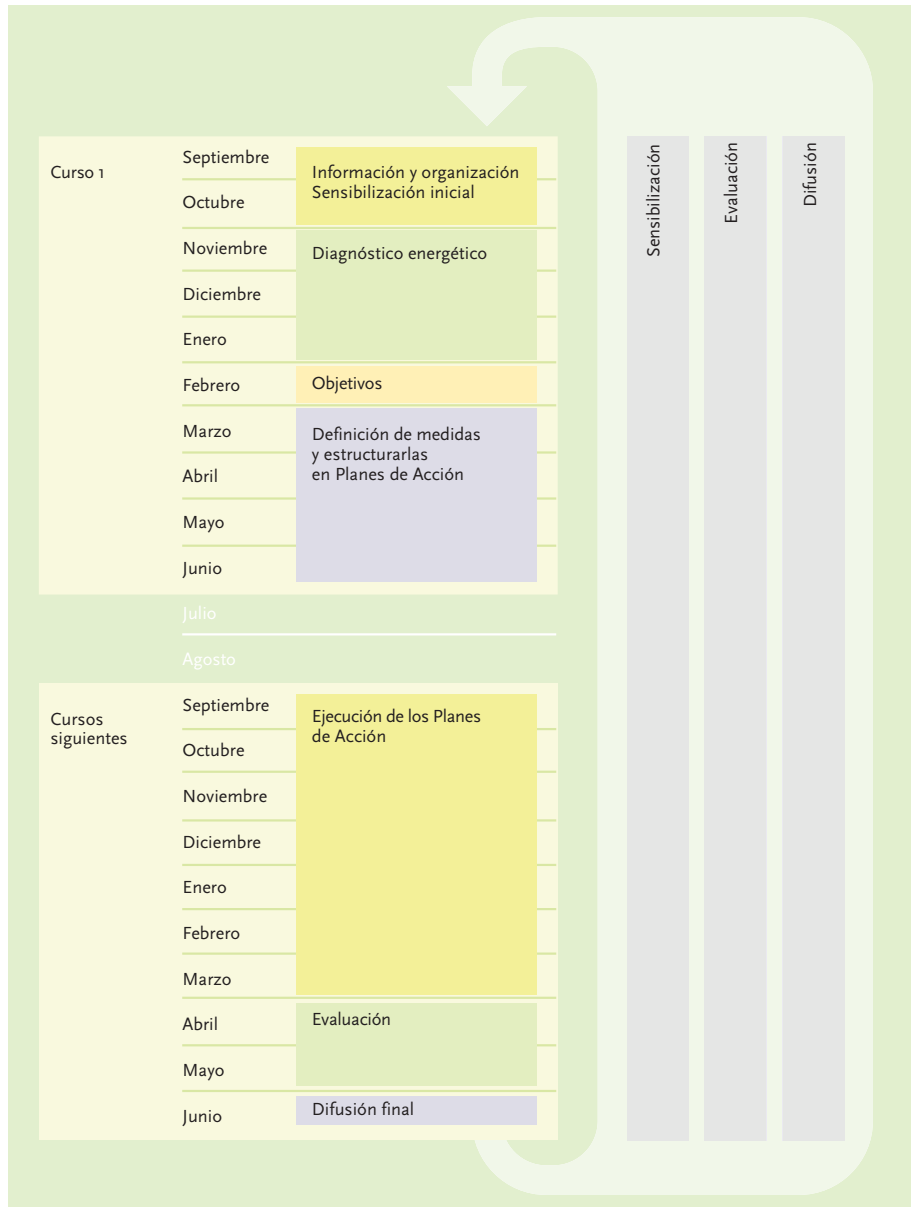 Curso 1
Septiembre
Información y organización
Sensibilización inicial
Octubre
Noviembre
Diagnóstico energético
Diciembre
Enero
Febrero
Objetivos
Marzo
Definición de medidas
y estructurarlas
en Planes de Acción
Abril
Mayo
Junio
Julio
Agosto
Cursos
siguientes
Septiembre
Ejecución de los Planes
de Acción
Octubre
Noviembre
Diciembre
Enero
Febrero
Marzo
Abril
Evaluación
Mayo
Junio
Difusión final
Sensibilización
Evaluación
Difusión